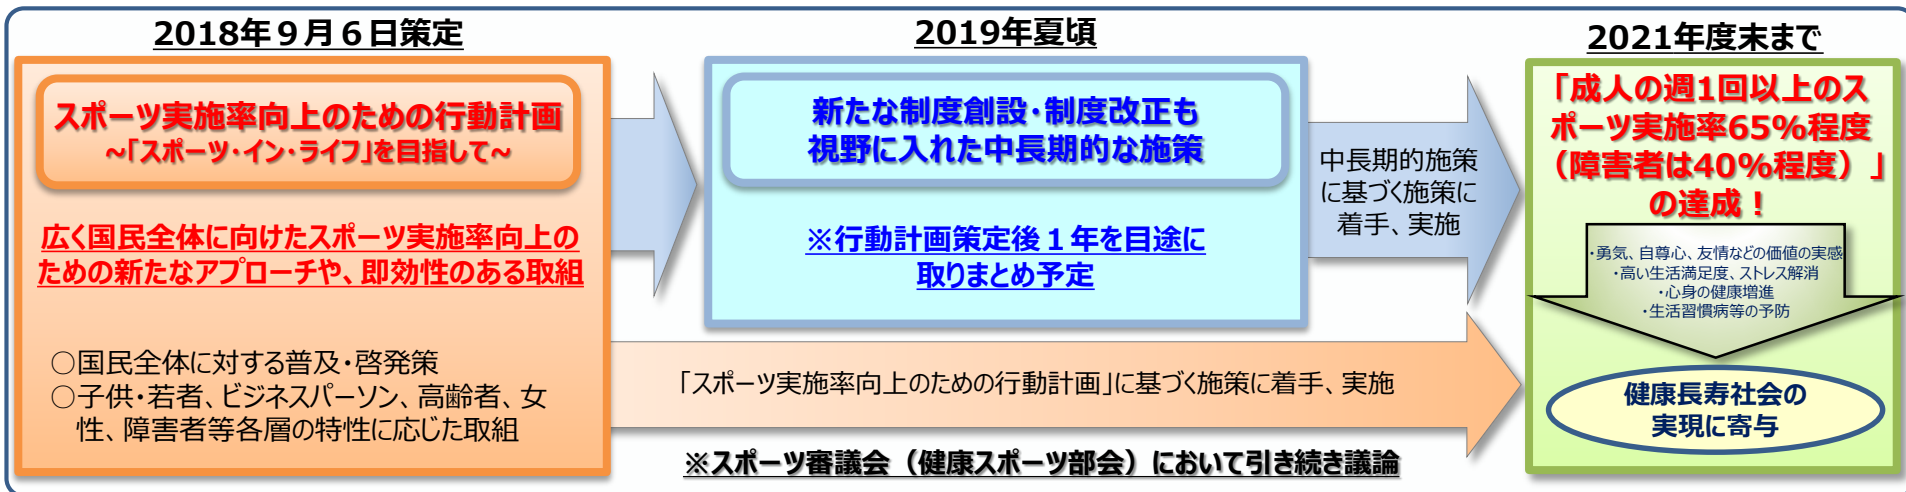 2018年９月６日策定
スポーツ実施率向上のための行動計画
~「スポーツ・イン・ライフ」を目指して~
広く国民全体に向けたスポーツ実施率向上の
ための新たなアプローチや、即効性のある取組
○国民全体に対する普及・啓発策
○子供・若者、ビジネスパーソン、高齢者、女
性、障害者等各層の特性に応じた取組
2019年夏頃
新たな制度創設・制度改正も
視野に入れた中長期的な施策
※行動計画策定後１年を目途に
取りまとめ予定
中長期的施策
に基づく施策に
着手、実施
「スポーツ実施率向上のための行動計画」に基づく施策に着手、実施
※スポーツ審議会（健康スポーツ部会）において引き続き議論
2021年度末まで
「成人の週1回以上のス
ポーツ実施率65%程度
（障害者は40%程度）」
の達成！
・勇気、自尊心、友情などの価値の実感
・高い生活満足度、ストレス解消
・心身の健康増進
・生活習慣病等の予防
健康長寿社会の
実現に寄与